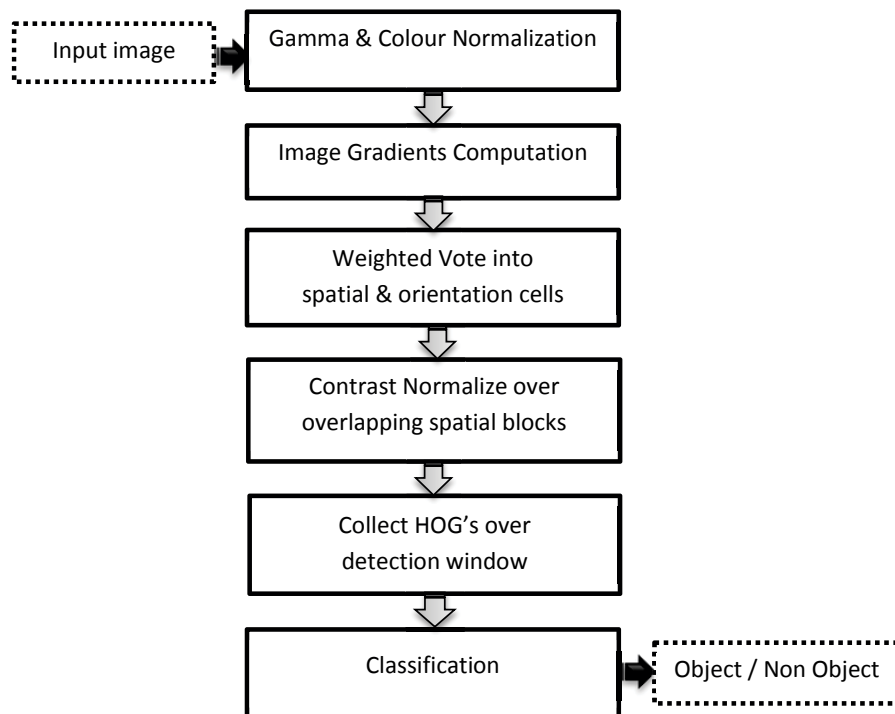 Input image
Gamma & Colour Normalization
Image Gradients Computation
Weighted Vote into
spatial & orientation cells
Contrast Normalize over
overlapping spatial blocks
Collect HOG’s over
detection window
Classification
Object / Non Object